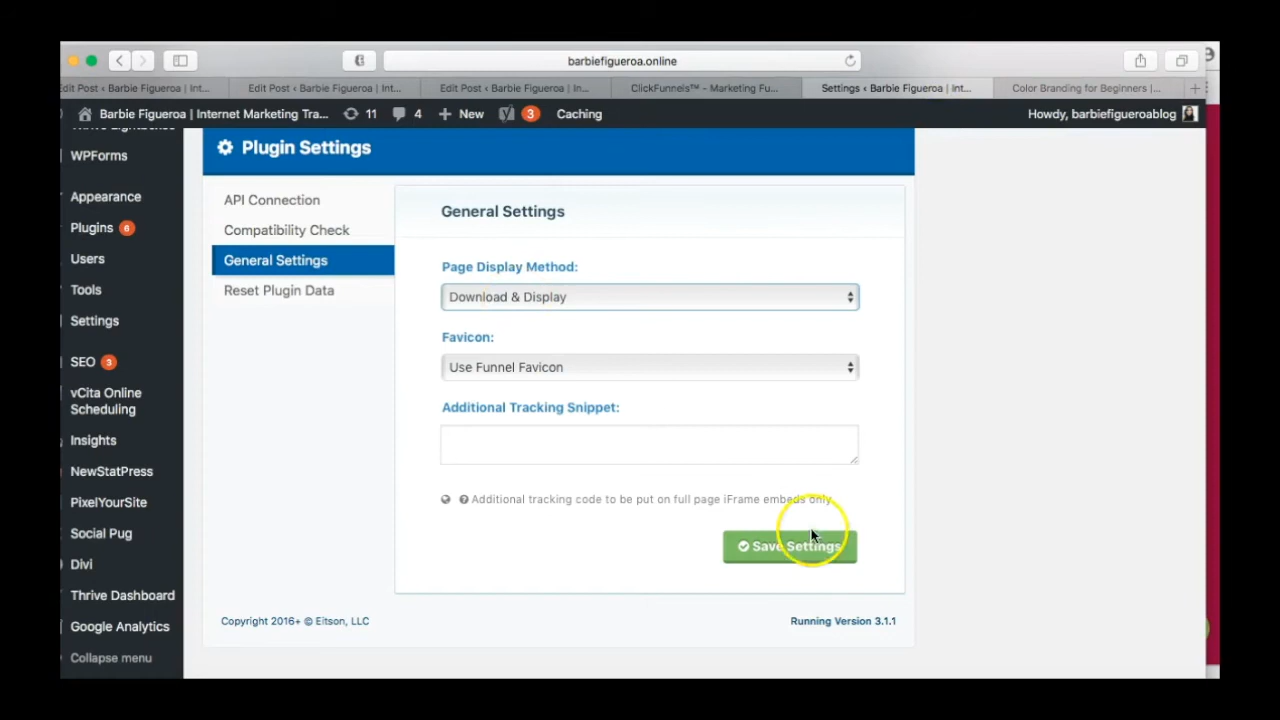 barbiefigueroa.online
Edit Post ‹ Barbie Figueroa | Int...
Edit Post ‹ Barbie Figueroa | Int...
Edit Post ‹ Barbie Figueroa | In...
ClickFunnels™ - Marketing Fu...
Settings ‹ Barbie Figueroa | Int...
Color Branding for Beginners |...
Barbie Figueroa | Internet Marketing Tra...
11
4
New
3
Caching
Howdy, barbiefigueroablog
WPForms
Appearance
Plugins 6
Users
Tools
Settings
SEO 3
vCita Online
Scheduling
Insights
NewStatPress
PixelYourSite
Social Pug
Divi
Thrive Dashboard
Google Analytics
Collapse menu
Plugin Settings
API Connection
Compatibility Check
General Settings
Reset Plugin Data
General Settings
Page Display Method:
Download & Display
Favicon:
Use Funnel Favicon
Additional Tracking Snippet:
Additional tracking code to be put on full page iFrame embeds only.
Save Settings
Copyright 2016+ © Eitson, LLC
Running Version 3.1.1